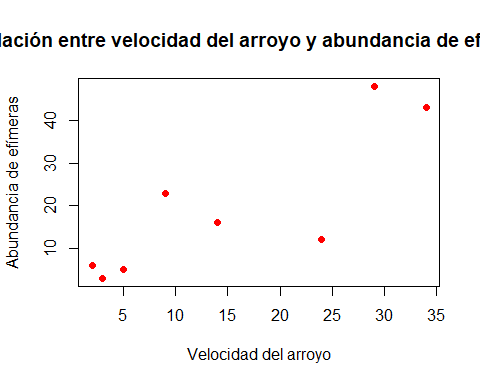 lación entre velocidad del arroyo y abundancia de ef
Abundancia de efímeras
40
30
20
10
5 10 15 20 25 30 35
Velocidad del arroyo